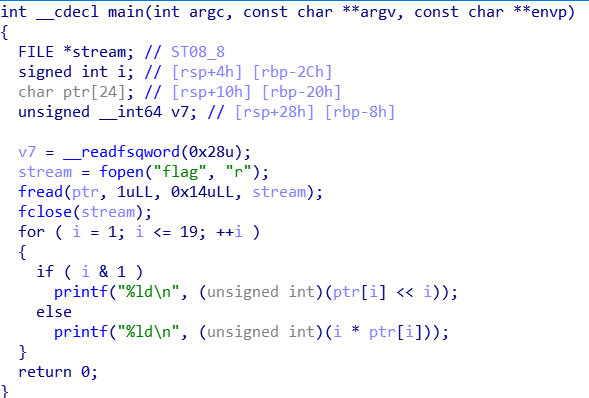 int __cdecl main(int argc, const char **argv, const char **envp)
{
  FILE *stream; // ST08_8
  signed int i; // [rsp+4h] [rbp-2Ch]
  char ptr[24]; // [rsp+10h] [rbp-20h]
  unsigned __int64 v7; // [rsp+28h] [rbp-8h]

  v7 = __readfsqword(0x28u);
  stream = fopen("flag", "r");
  fread(ptr, 1uLL, 0x14uLL, stream);
  fclose(stream);
  for ( i = 1; i <= 19; ++i )
  {
    if ( i & 1 )
      printf("%ld\n", (unsigned int)(ptr[i] << i));
    else
      printf("%ld\n", (unsigned int)(i * ptr[i]));
  }
  return 0;
}